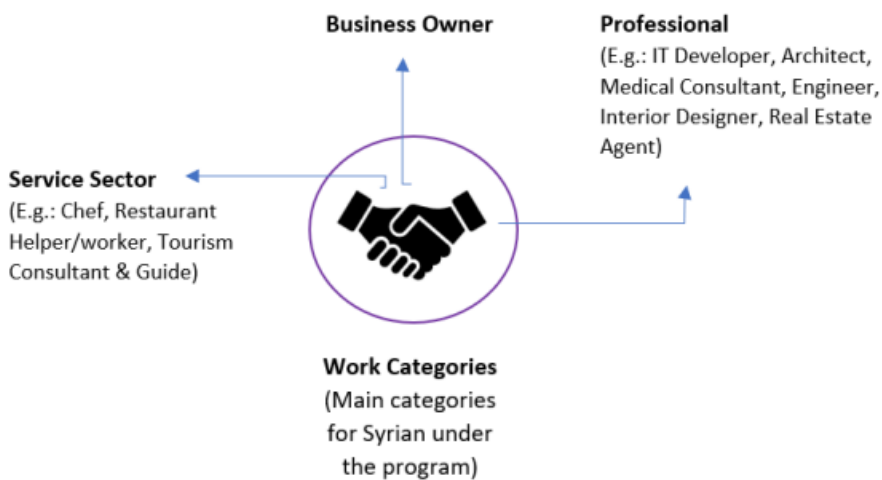 Business Owner
Professional
(E.g.: IT Developer, Architect,
Medical Consultant, Engineer,
Interior Designer, Real Estate
Agent)
Service Sector
(E.g.: Chef, Restaurant
Helper/worker, Tourism
Consultant & Guide)
Work Categories
(Main categories
for Syrian under
the program)